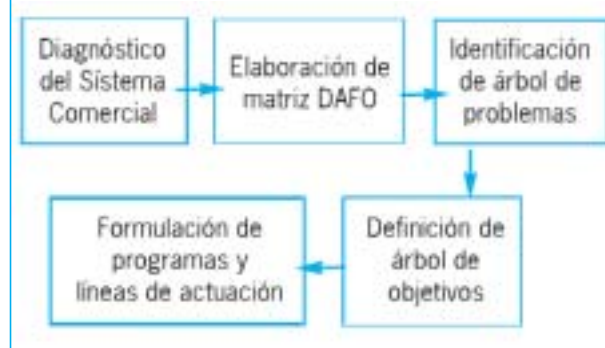 Diagnóstico
del Sistema
Comercial
Elaboración de
matriz DAFO
Identificación
de árbol de
problemas
Definición de
árbol de
objetivos
Formulación de
programas y
líneas de actuación